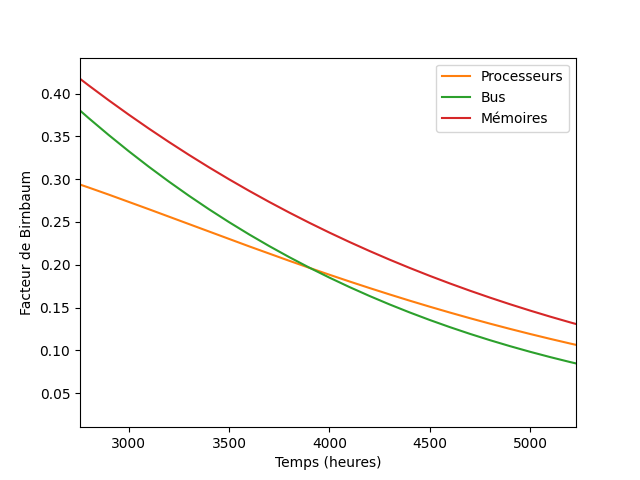 Processeurs
Bus
Mémoires
0.40
0.35
0.30
0.25
0.20
0.15
0.10
0.05
Facteur de Birnbaum
3000 3500 4000 4500 5000
Temps (heures)